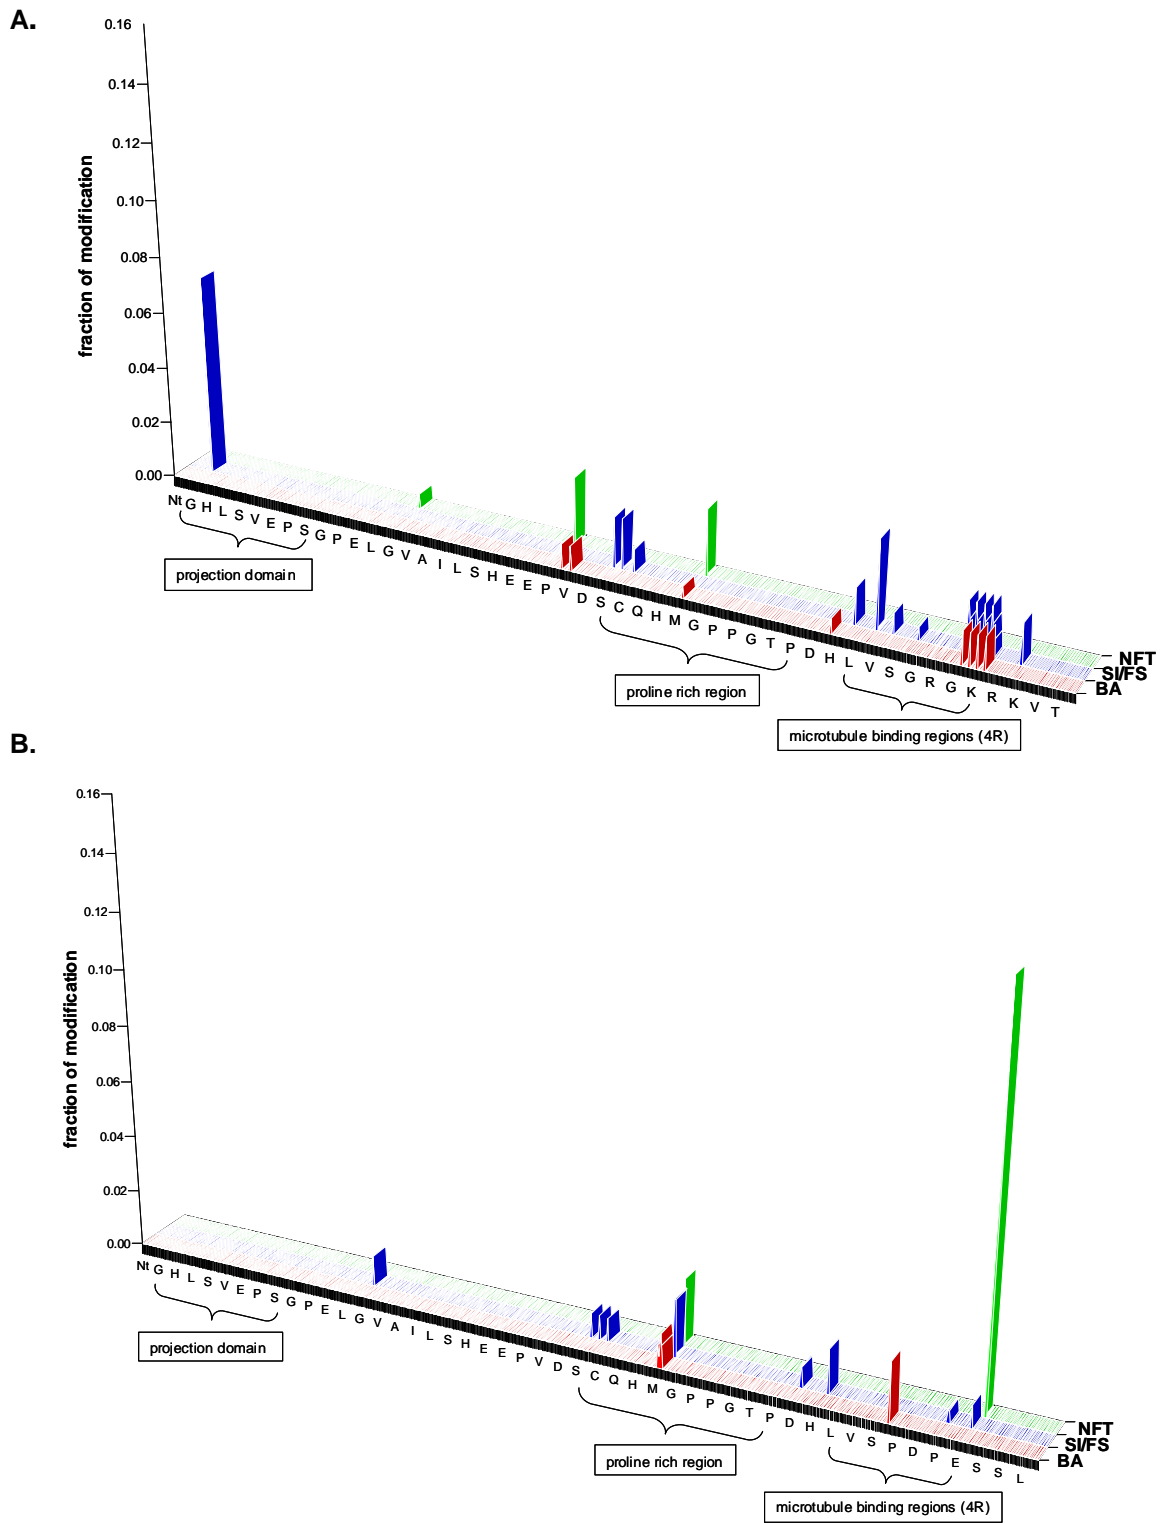 A.
0.16
0.14
0.12
0.10
0.08
0.06
0.04
0.02
0.00
fraction of modification
Nt G H L S V E P S G P E L G V A I L S H E E P V D S C Q H M G P P G T P D H L V S G R G K R K V T
NFT
SI/FS
BA
projection domain
proline rich region
microtubule binding regions (4R)
B.
0.16
0.14
0.12
0.10
0.08
0.06
0.04
0.02
0.00
fraction of modification
Nt G H L S V E P S G P E L G V A I L S H E E P V D S C Q H M G P P G T P D H L V S P D P E S S L
NFT
SI/FS
BA
projection domain
proline rich region
microtubule binding regions (4R)